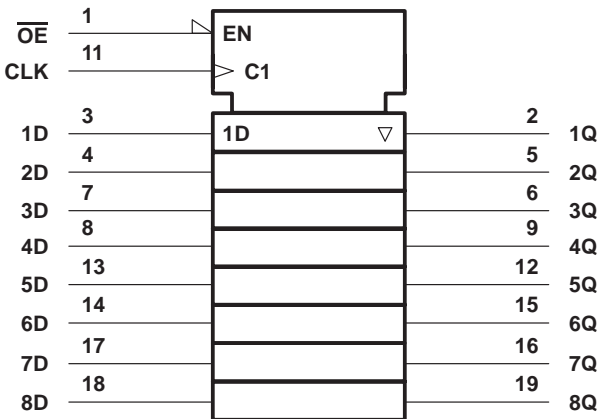 1
O̅E̅ EN
11
CLK C1
3 2
1D 1D 1Q
4 5
2D 2Q
7 6
3D 3Q
8 9
4D 4Q
13 12
5D 5Q
14 15
6D 6Q
17 16
7D 7Q
18 19
8D 8Q